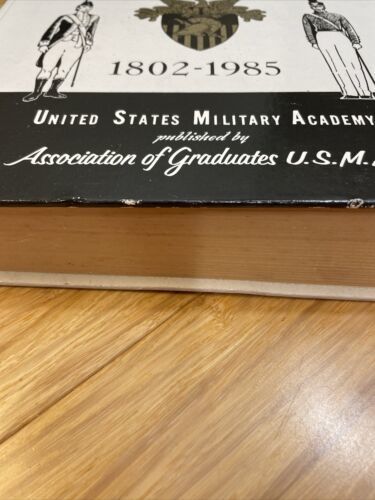 1802-1985
UNITED STATES MILITARY ACADEMY
published by
Association of Graduates U.S.M.